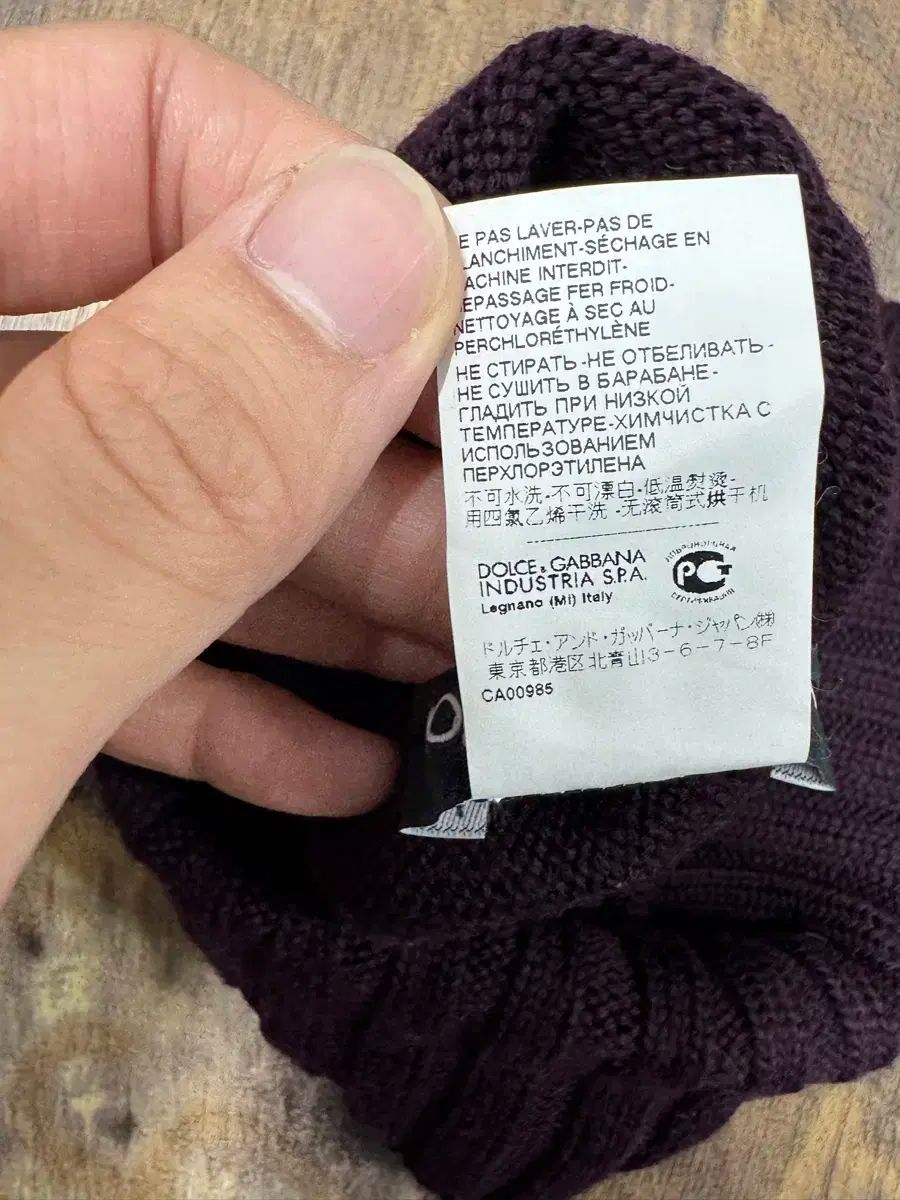 E PAS LAVER-PAS DE
LANCHIMENT-SÉCHAGE EN
ACHINE INTERDIT-
EPASSAGE FER FROID-
NETTOYAGE À SEC AU
PERCHLORÉTHYLÈNE
НЕ СТИРАТЬ-НЕ ОТБЕЛИВАТЬ-
НЕ СУШИТЬ В БАРАБАНЕ-
ГЛАДИТЬ ПРИ НИЗКОЙ
ТЕМПЕРАТУРЕ-ХИМЧИСТКА С
ИСПОЛЬЗОВАНИЕМ
ПЕРХЛОРЭТИЛЕНА
不可水洗-不可漂白-低温熨烫-
用四氯乙烯干洗-无滚筒式烘干机
DOLCE & GABBANA
INDUSTRIA S.P.A.
Legnano (MI) Italy
РСТ
ドルチェ・アンド・ガッバーナ・ジャパン㈱
東京都港区北青山3-6-7-8F
CA00985